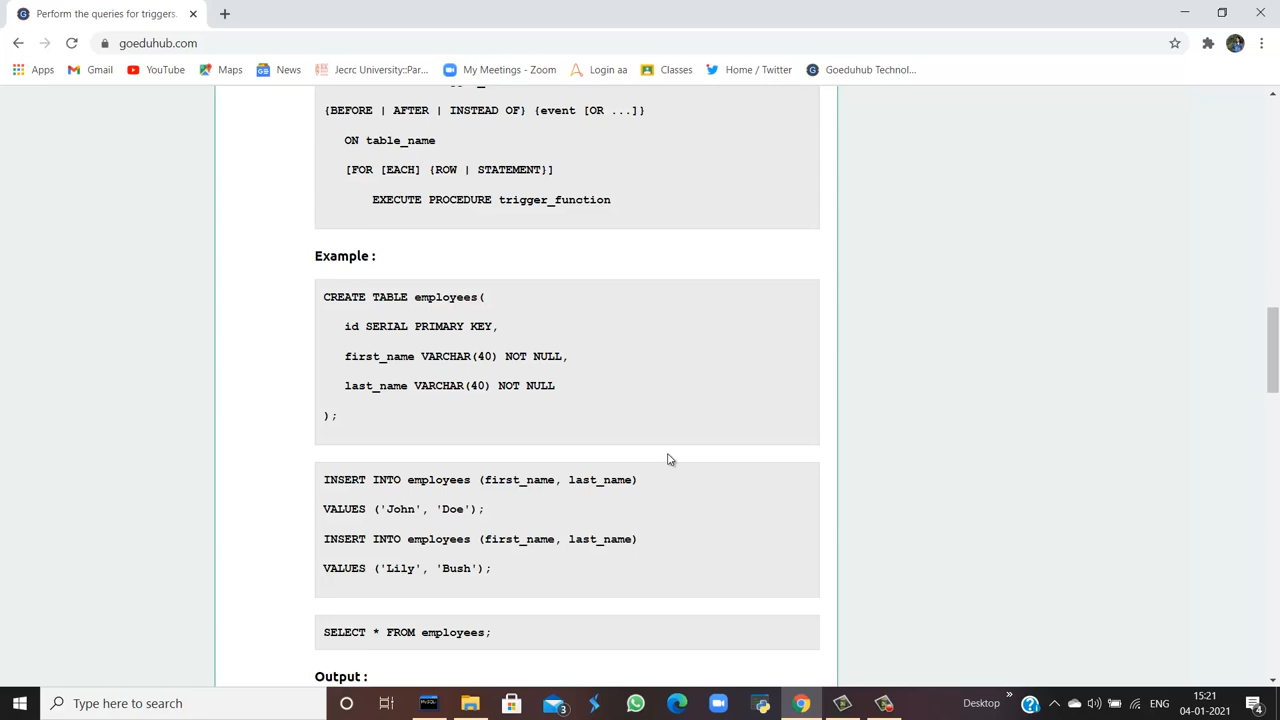 Perform the queries for triggers.
goeduhub.com
Apps Gmail YouTube Maps News Jecrc University::Par... My Meetings - Zoom Login aa Classes Home / Twitter Goeduhub Technol...
{BEFORE | AFTER | INSTEAD OF} {event [OR ...]}
ON table_name
[FOR [EACH] {ROW | STATEMENT}]
EXECUTE PROCEDURE trigger_function
Example :
CREATE TABLE employees(
id SERIAL PRIMARY KEY,
first_name VARCHAR(40) NOT NULL,
last_name VARCHAR(40) NOT NULL
);
INSERT INTO employees (first_name, last_name)
VALUES ('John', 'Doe');
INSERT INTO employees (first_name, last_name)
VALUES ('Lily', 'Bush');
SELECT * FROM employees;
Output :
Type here to search
3
Desktop
»
ENG
15:21
04-01-2021
4